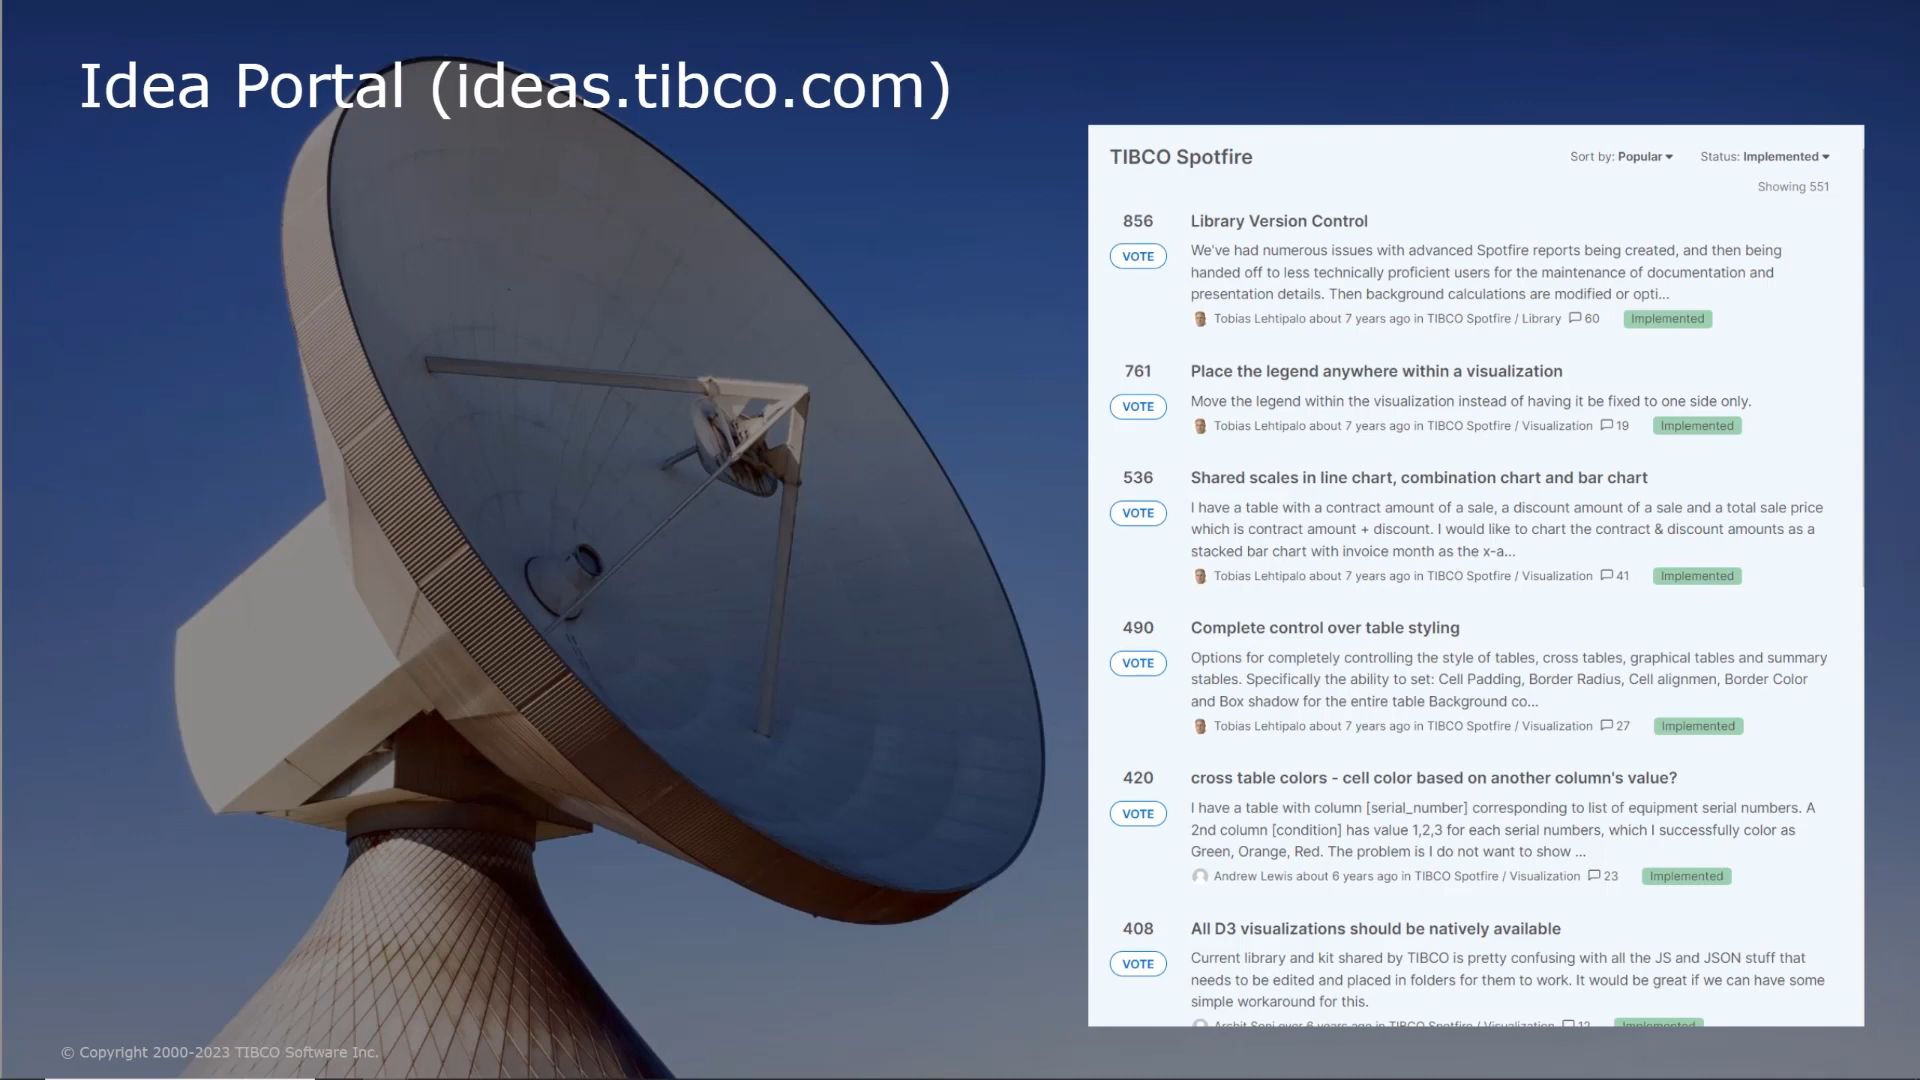 Idea Portal (ideas.tibco.com)
TIBCO Spotfire
Sort by: Popular
Status: Implemented
Showing 551
856
VOTE
Library Version Control
We've had numerous issues with advanced Spotfire reports being created, and then being
handed off to less technically proficient users for the maintenance of documentation and
presentation details. Then background calculations are modified or opti...
Tobias Lehtipalo about 7 years ago in TIBCO Spotfire / Library 60 Implemented
761
VOTE
Place the legend anywhere within a visualization
Move the legend within the visualization instead of having it be fixed to one side only.
Tobias Lehtipalo about 7 years ago in TIBCO Spotfire / Visualization 19 Implemented
536
VOTE
Shared scales in line chart, combination chart and bar chart
I have a table with a contract amount of a sale, a discount amount of a sale and a total sale price
which is contract amount + discount. I would like to chart the contract & discount amounts as a
stacked bar chart with invoice month as the x-a...
Tobias Lehtipalo about 7 years ago in TIBCO Spotfire / Visualization 41 Implemented
490
VOTE
Complete control over table styling
Options for completely controlling the style of tables, cross tables, graphical tables and summary
stables. Specifically the ability to set: Cell Padding, Border Radius, Cell alignmen, Border Color
and Box shadow for the entire table Background co...
Tobias Lehtipalo about 7 years ago in TIBCO Spotfire / Visualization 27 Implemented
420
VOTE
cross table colors - cell color based on another column's value?
I have a table with column [serial_number] corresponding to list of equipment serial numbers. A
2nd column [condition] has value 1,2,3 for each serial numbers, which I successfully color as
Green, Orange, Red. The problem is I do not want to show ...
Andrew Lewis about 6 years ago in TIBCO Spotfire / Visualization 23 Implemented
408
VOTE
All D3 visualizations should be natively available
Current library and kit shared by TIBCO is pretty confusing with all the JS and JSON stuff that
needs to be edited and placed in folders for them to work. It would be great if we can have some
simple workaround for this.
Archit Soni over 6 years ago in TIBCO Spotfire / Visualization 12 Implemented
© Copyright 2000-2023 TIBCO Software Inc.